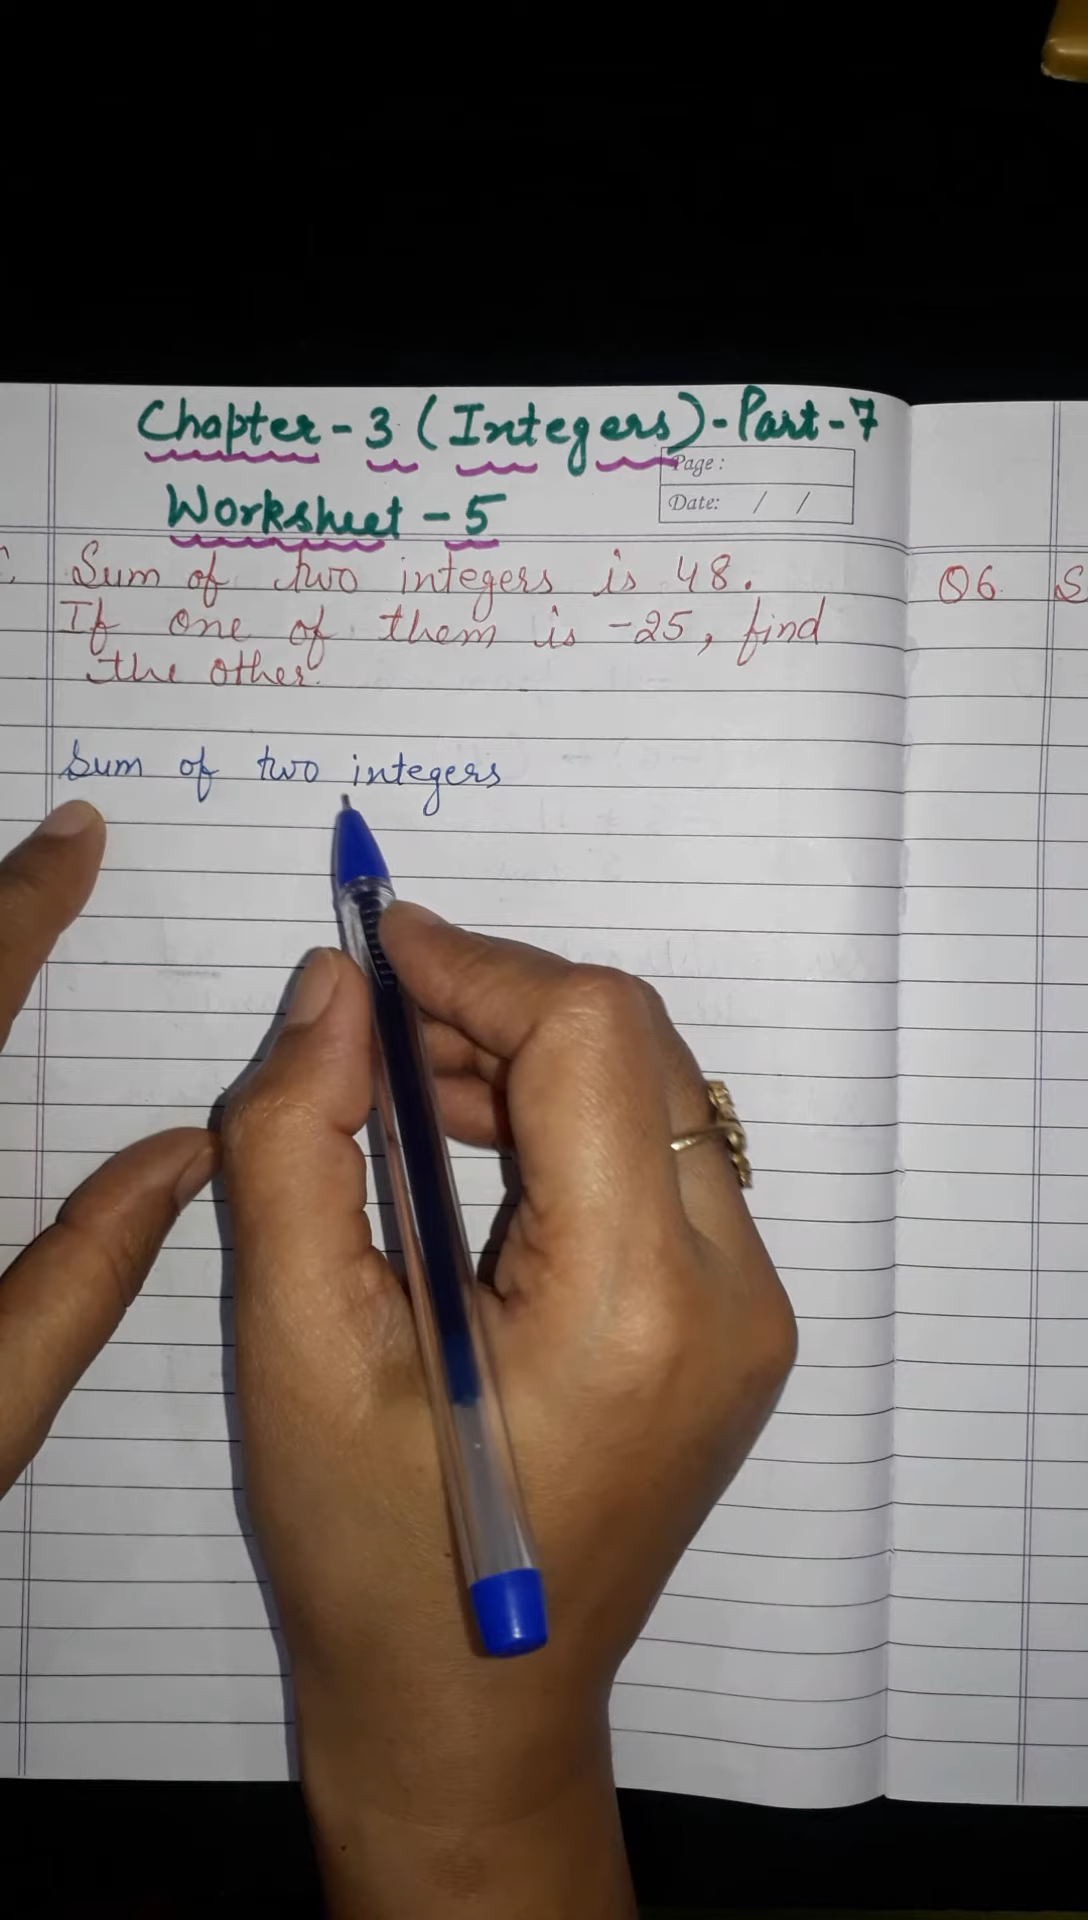 Chapter - 3 (Integers) - Part - 7
Page :
Date: / /
Worksheet - 5
Sum of two integers is 48.
If one of them is -25, find
the other.
Sum of two integers
Q6. S